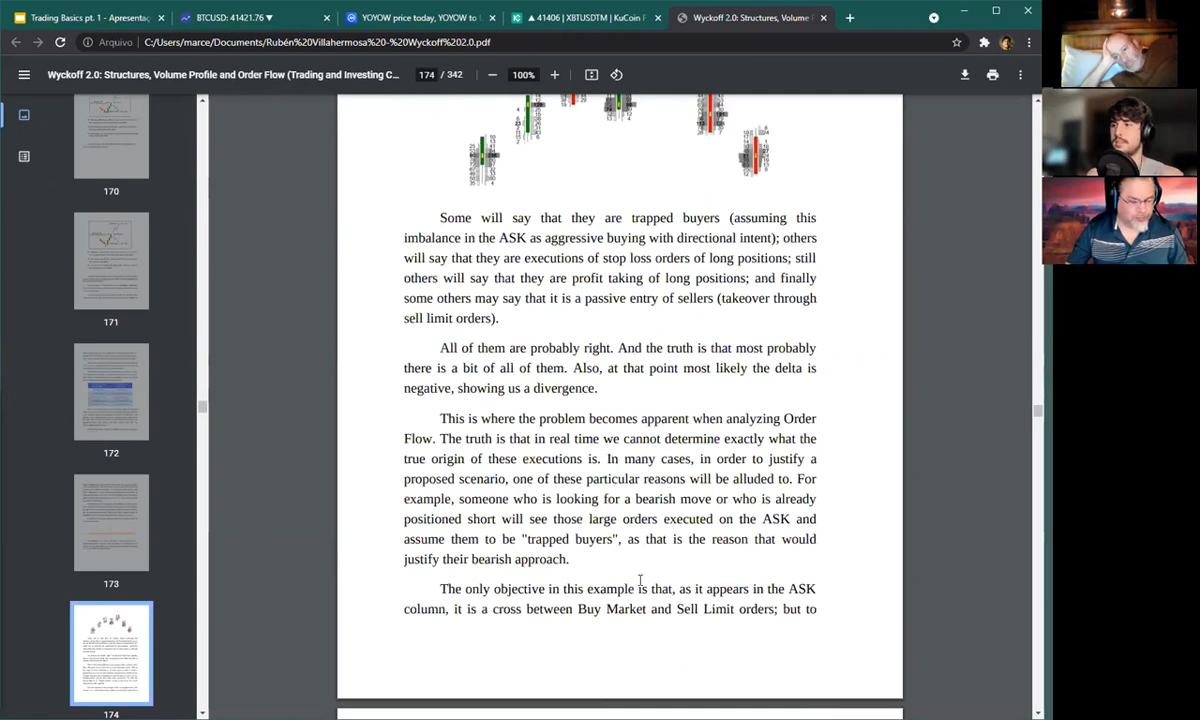 Trading Basics pt. 1 - Apresentaç
BTCUSD: 41421.76 ▼
YOYOW price today, YOYOW to U
▲ 41406 | XBTUSDTM | KuCoin F
Wyckoff 2.0: Structures, Volume P
Arquivo
C:/Users/marce/Documents/Rubén%20Villahermosa%20-%20Wyckoff%202.0.pdf
Wyckoff 2.0: Structures, Volume Profile and Order Flow (Trading and Investing C...
174 / 342
100%
170
171
172
173
174
Some will say that they are trapped buyers (assuming this
imbalance in the ASK as aggressive buying with directional intent); others
will say that they are executions of stop loss orders of long positions; still
others will say that they are profit taking of long positions; and finally
some others may say that it is a passive entry of sellers (takeover through
sell limit orders).
All of them are probably right. And the truth is that most probably
there is a bit of all of them. Also, at that point most likely the delta is
negative, showing us a divergence.
This is where the problem becomes apparent when analyzing Order
Flow. The truth is that in real time we cannot determine exactly what the
true origin of these executions is. In many cases, in order to justify a
proposed scenario, one of these particular reasons will be alluded to. For
example, someone who is looking for a bearish move or who is already
positioned short will see those large orders executed on the ASK and
assume them to be "trapped buyers", as that is the reason that would
justify their bearish approach.
The only objective in this example is that, as it appears in the ASK
column, it is a cross between Buy Market and Sell Limit orders; but to